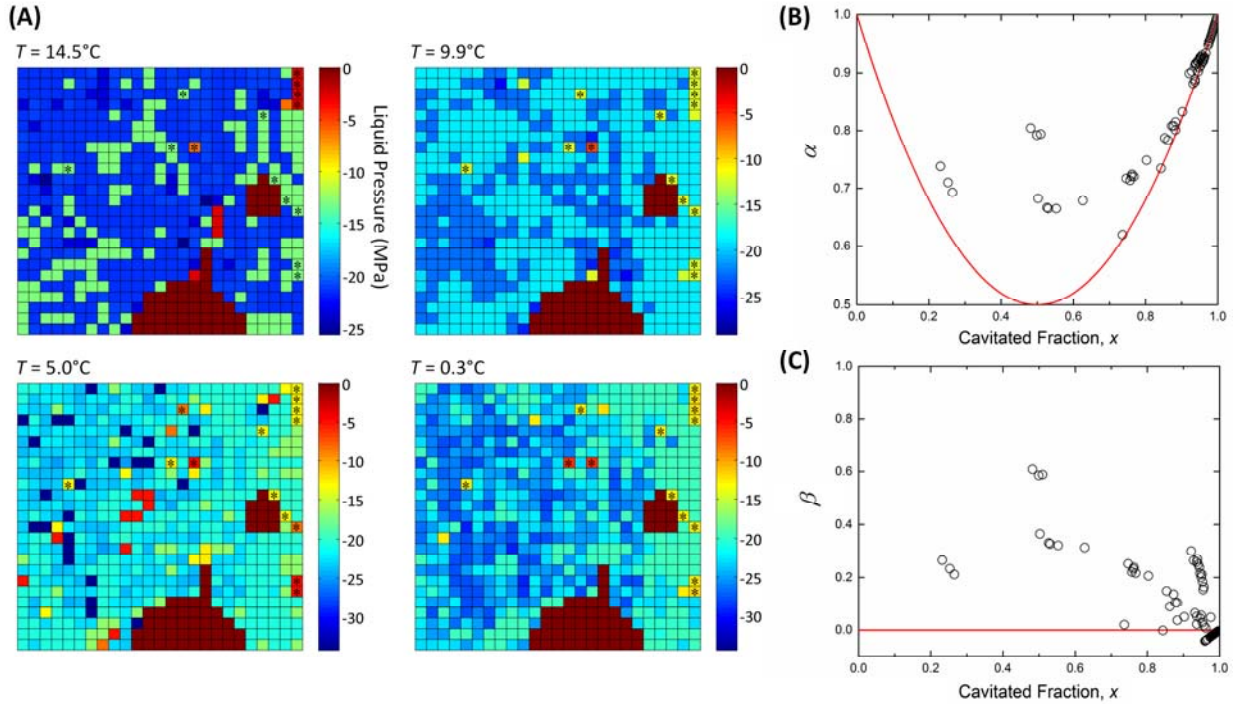 (A)
T = 14.5°C
0
-5
-10
-15
-20
-25
Liquid Pressure (MPa)
T = 9.9°C
0
-5
-10
-15
-20
-25
T = 5.0°C
0
-5
-10
-15
-20
-25
-30
T = 0.3°C
0
-5
-10
-15
-20
-25
-30
(B)
1.0
0.9
0.8
0.7
0.6
0.5
α
0.0 0.2 0.4 0.6 0.8 1.0
Cavitated Fraction, x
(C)
1.0
0.8
0.6
0.4
0.2
0.0
β
0.0 0.2 0.4 0.6 0.8 1.0
Cavitated Fraction, x